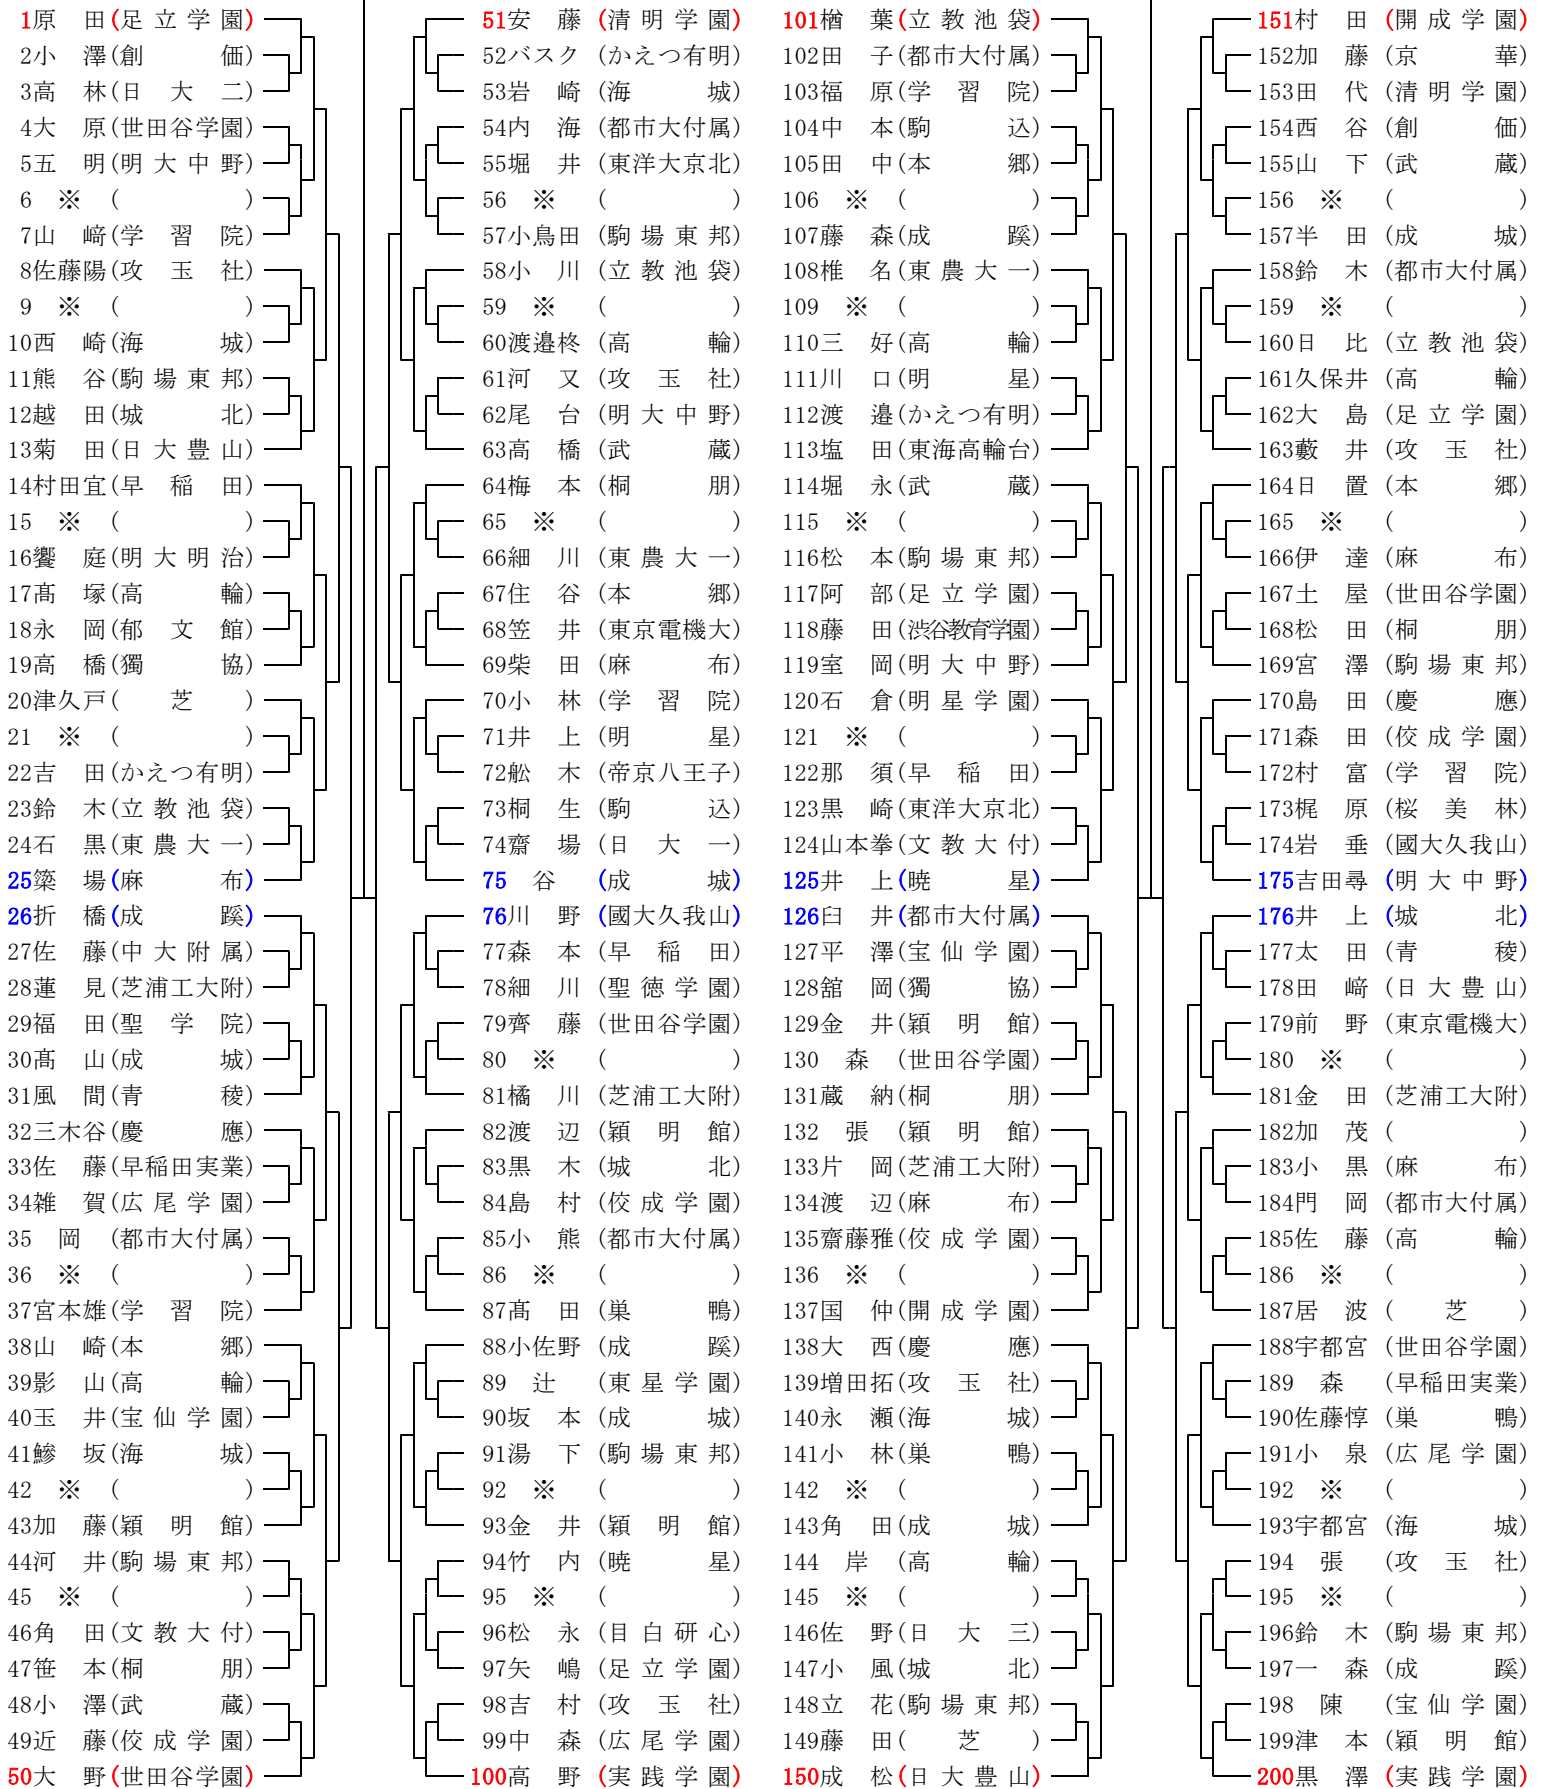 1原　田(足立学園)
2小　澤(創　価)
3高　林(日大二)
4大　原(世田谷学園)
5五　明(明大中野)
6　※　(　)
7山　﨑(学習院)
8佐藤陽(攻玉社)
9　※　(　)
10西　崎(海　城)
11熊　谷(駒場東邦)
12越　田(城　北)
13菊　田(日大豊山)
14村田宜(早稲田)
15　※　(　)
16饗　庭(明大明治)
17髙　塚(高　輪)
18永　岡(郁文館)
19高　橋(獨　協)
20津久戸(芝)
21　※　(　)
22吉　田(かえつ有明)
23鈴　木(立教池袋)
24石　黒(東農大一)
25簗　場(麻　布)
26折　橋(成　蹊)
27佐　藤(中大附属)
28蓮　見(芝浦工大附)
29福　田(聖学院)
30髙　山(成　城)
31風　間(青　稜)
32三木谷(慶　應)
33佐　藤(早稲田実業)
34雑　賀(広尾学園)
35　岡　(都市大付属)
36　※　(　)
37宮本雄(学習院)
38山　崎(本　郷)
39影　山(高　輪)
40玉　井(宝仙学園)
41鯵　坂(海　城)
42　※　(　)
43加　藤(穎明館)
44河　井(駒場東邦)
45　※　(　)
46角　田(文教大付)
47笹　本(桐　朋)
48小　澤(武　蔵)
49近　藤(佼成学園)
50大　野(世田谷学園)
51安　藤(清明学園)
52バスク(かえつ有明)
53岩　崎(海　城)
54内　海(都市大付属)
55堀　井(東洋大京北)
56　※　(　)
57小鳥田(駒場東邦)
58小　川(立教池袋)
59　※　(　)
60渡邉柊(高　輪)
61河　又(攻玉社)
62尾　台(明大中野)
63高　橋(武　蔵)
64梅　本(桐　朋)
65　※　(　)
66細　川(東農大一)
67住　谷(本　郷)
68笠　井(東京電機大)
69柴　田(麻　布)
70小　林(学習院)
71井　上(明　星)
72舩　木(帝京八王子)
73桐　生(駒　込)
74齋　場(日大一)
75　谷　(成　城)
76川　野(國大久我山)
77森　本(早稲田)
78細　川(聖徳学園)
79齊　藤(世田谷学園)
80　※　(　)
81橘　川(芝浦工大附)
82渡　辺(穎明館)
83黒　木(城　北)
84島　村(佼成学園)
85小　熊(都市大付属)
86　※　(　)
87髙　田(巣　鴨)
88小佐野(成　蹊)
89　辻　(東星学園)
90坂　本(成　城)
91湯　下(駒場東邦)
92　※　(　)
93金　井(穎明館)
94竹　内(暁　星)
95　※　(　)
96松　永(目白研心)
97矢　嶋(足立学園)
98吉　村(攻玉社)
99中　森(広尾学園)
100高　野(実践学園)
101楢　葉(立教池袋)
102田　子(都市大付属)
103福　原(学習院)
104中　本(駒　込)
105田　中(本　郷)
106　※　(　)
107藤　森(成　蹊)
108椎　名(東農大一)
109　※　(　)
110三　好(高　輪)
111川　口(明　星)
112渡　邉(かえつ有明)
113塩　田(東海高輪台)
114堀　永(武　蔵)
115　※　(　)
116松　本(駒場東邦)
117阿　部(足立学園)
118藤　田(渋谷教育学園)
119室　岡(明大中野)
120石　倉(明星学園)
121　※　(　)
122那　須(早稲田)
123黒　崎(東洋大京北)
124山本拳(文教大付)
125井　上(暁　星)
126臼　井(都市大付属)
127平　澤(宝仙学園)
128舘　岡(獨　協)
129金　井(穎明館)
130　森　(世田谷学園)
131蔵　納(桐　朋)
132　張　(穎明館)
133片　岡(芝浦工大附)
134渡　辺(麻　布)
135齋藤雅(佼成学園)
136　※　(　)
137国　仲(開成学園)
138大　西(慶　應)
139増田拓(攻玉社)
140永　瀬(海　城)
141小　林(巣　鴨)
142　※　(　)
143角　田(成　城)
144　岸　(高　輪)
145　※　(　)
146佐　野(日大三)
147小　風(城　北)
148立　花(駒場東邦)
149藤　田(芝)
150成　松(日大豊山)
151村　田(開成学園)
152加　藤(京　華)
153田　代(清明学園)
154西　谷(創　価)
155山　下(武　蔵)
156　※　(　)
157半　田(成　城)
158鈴　木(都市大付属)
159　※　(　)
160日　比(立教池袋)
161久保井(高　輪)
162大　島(足立学園)
163藪　井(攻玉社)
164日　置(本　郷)
165　※　(　)
166伊　達(麻　布)
167土　屋(世田谷学園)
168松　田(桐　朋)
169宮　澤(駒場東邦)
170島　田(慶　應)
171森　田(佼成学園)
172村　富(学習院)
173梶　原(桜美林)
174岩　垂(國大久我山)
175吉田尋(明大中野)
176井　上(城　北)
177太　田(青　稜)
178田　﨑(日大豊山)
179前　野(東京電機大)
180　※　(　)
181金　田(芝浦工大附)
182加　茂(　)
183小　黒(麻　布)
184門　岡(都市大付属)
185佐　藤(高　輪)
186　※　(　)
187居　波(芝)
188宇都宮(世田谷学園)
189　森　(早稲田実業)
190佐藤惇(巣　鴨)
191小　泉(広尾学園)
192　※　(　)
193宇都宮(海　城)
194　張　(攻玉社)
195　※　(　)
196鈴　木(駒場東邦)
197一　森(成　蹊)
198　陳　(宝仙学園)
199津　本(穎明館)
200黒　澤(実践学園)